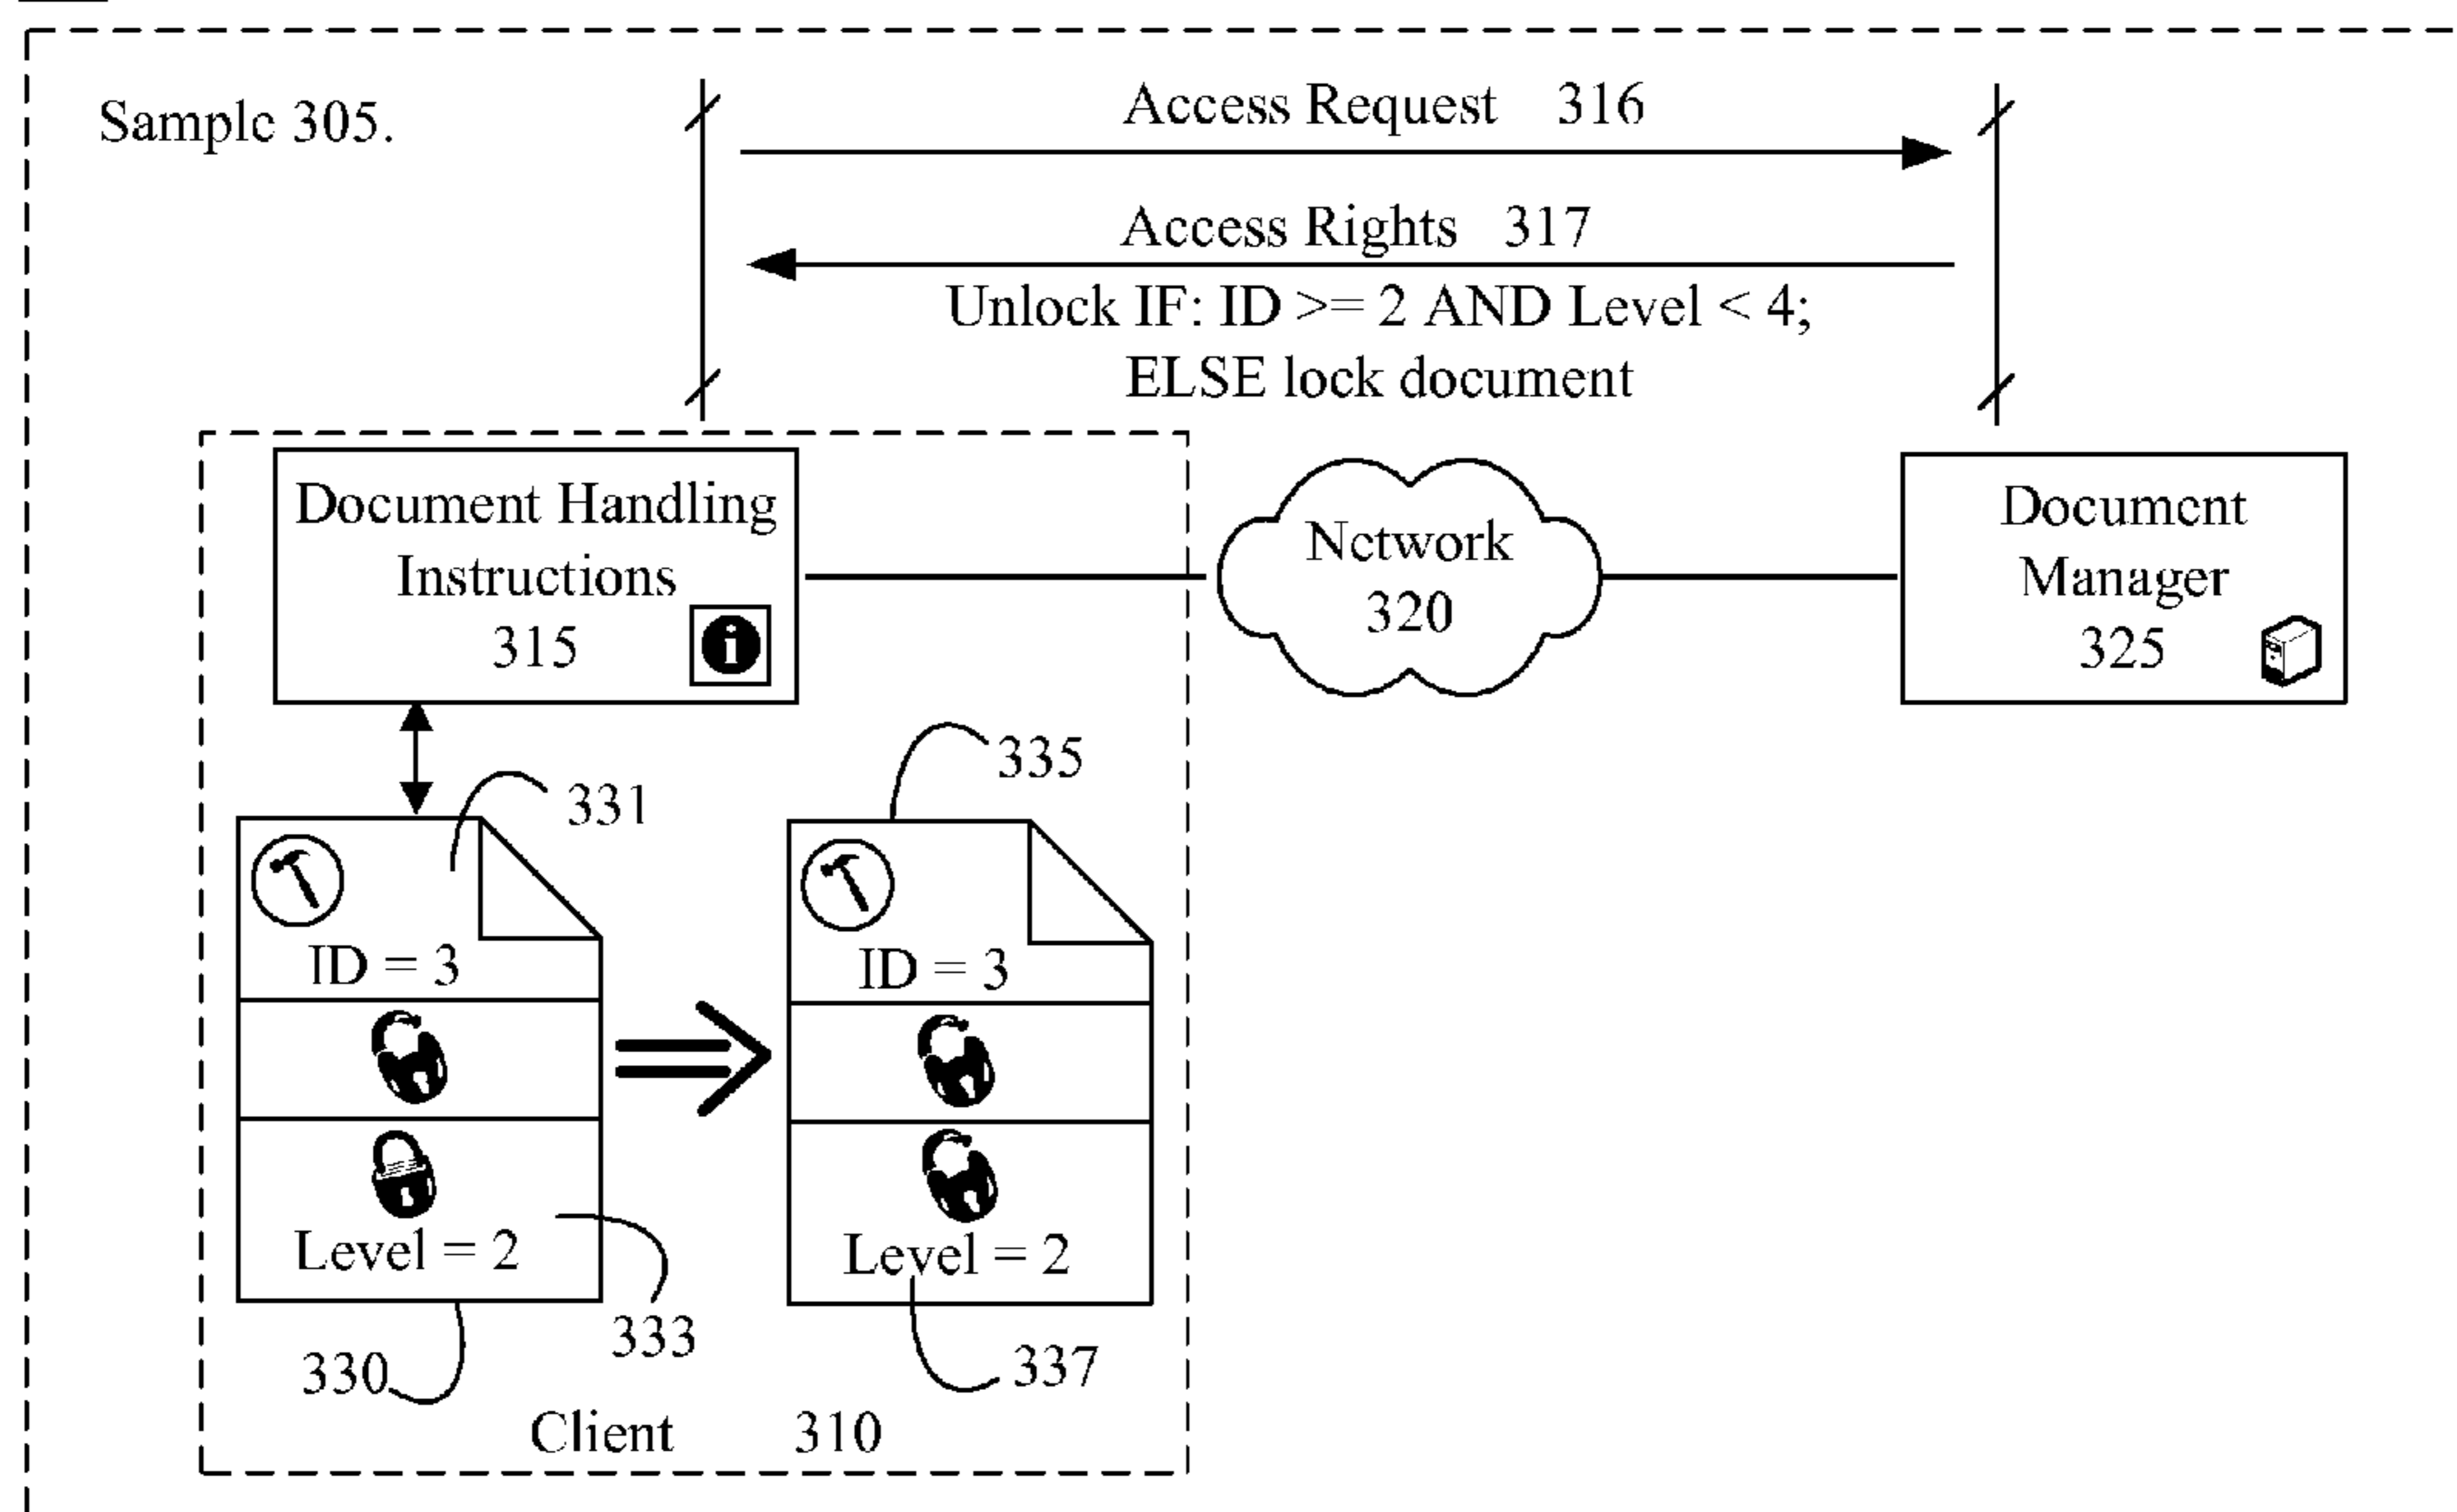 Sample 305.
Access Request 316
Access Rights 317
Unlock IF: ID >= 2 AND Level < 4;
ELSE lock document
Document Handling
Instructions
315
Network
320
Document
Manager
325
335
331
ID = 3
ID = 3
Level = 2
Level = 2
333
330
337
Client 310